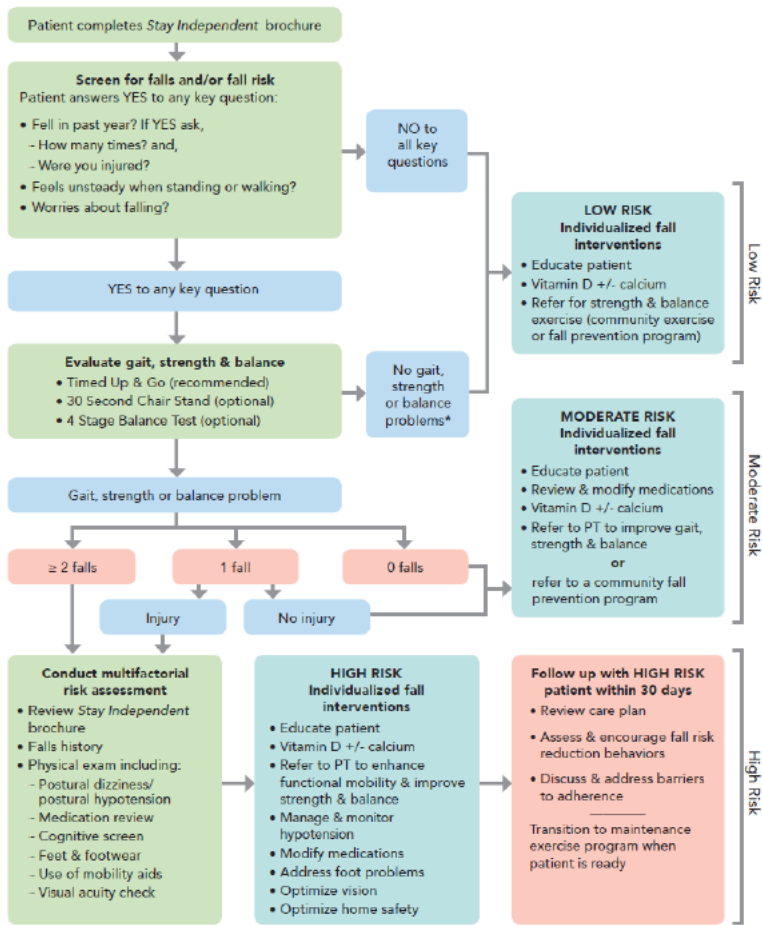 Patient completes Stay Independent brochure
Screen for falls and/or fall risk
Patient answers YES to any key question:
• Fell in past year? If YES ask,
– How many times? and,
– Were you injured?
• Feels unsteady when standing or walking?
• Worries about falling?
NO to
all key
questions
YES to any key question
Evaluate gait, strength & balance
• Timed Up & Go (recommended)
• 30 Second Chair Stand (optional)
• 4 Stage Balance Test (optional)
No gait,
strength
or balance
problems*
LOW RISK
Individualized fall
interventions
• Educate patient
• Vitamin D +/- calcium
• Refer for strength & balance
exercise (community exercise
or fall prevention program)
Low Risk
Gait, strength or balance problem
≥ 2 falls
1 fall
0 falls
Injury
No injury
MODERATE RISK
Individualized fall
interventions
• Educate patient
• Review & modify medications
• Vitamin D +/- calcium
• Refer to PT to improve gait,
strength & balance
or
refer to a community fall
prevention program
Moderate Risk
Conduct multifactorial
risk assessment
• Review Stay Independent
brochure
• Falls history
• Physical exam including:
– Postural dizziness/
postural hypotension
– Medication review
– Cognitive screen
– Feet & footwear
– Use of mobility aids
– Visual acuity check
HIGH RISK
Individualized fall
interventions
• Educate patient
• Vitamin D +/- calcium
• Refer to PT to enhance
functional mobility & improve
strength & balance
• Manage & monitor
hypotension
• Modify medications
• Address foot problems
• Optimize vision
• Optimize home safety
Follow up with HIGH RISK
patient within 30 days
• Review care plan
• Assess & encourage fall risk
reduction behaviors
• Discuss & address barriers
to adherence
Transition to maintenance
exercise program when
patient is ready
High Risk